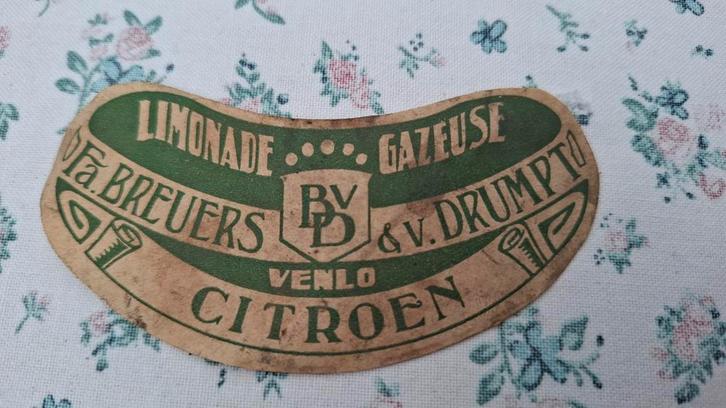 LIMONADE GAZEUSE
Fa. BREUERS & v. DRUMPT
BVD
VENLO
CITROEN